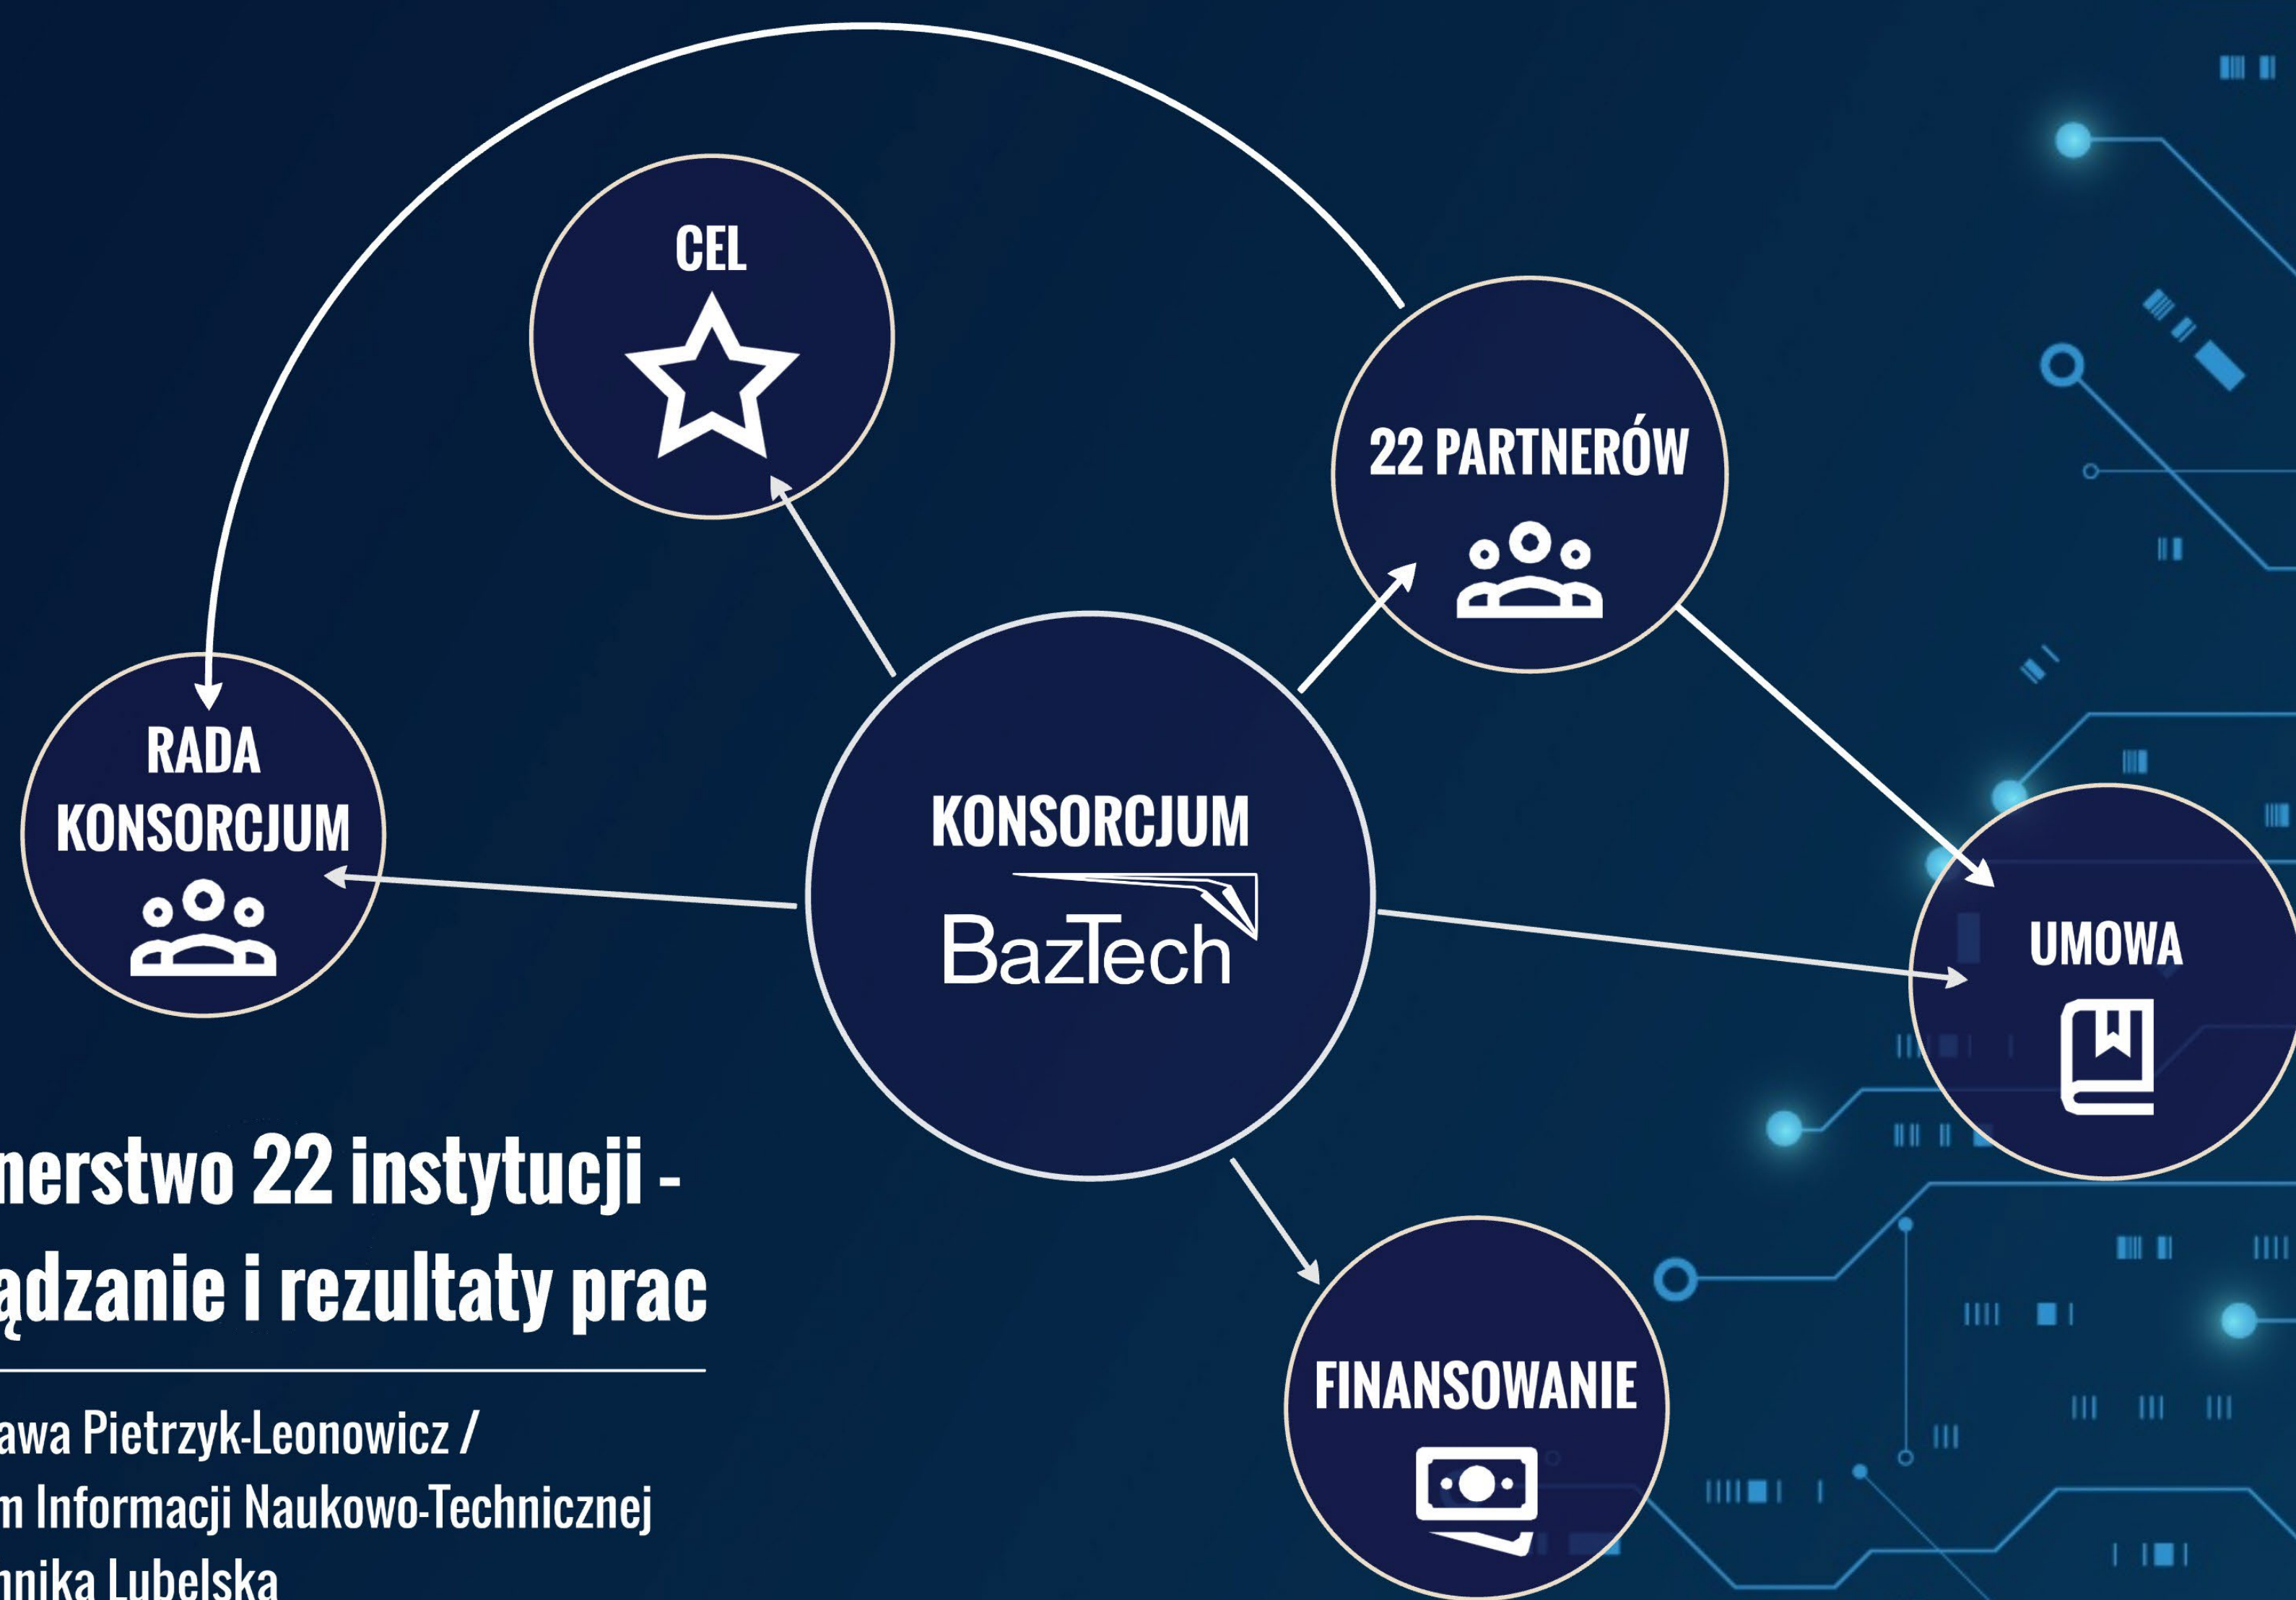 CEL
22 PARTNERÓW
RADA
KONSORCJUM
KONSORCJUM
BazTech
UMOWA
nerstwo 22 instytucji -
ądzanie i rezultaty prac
FINANSOWANIE
awa Pietrzyk-Leonowicz /
m Informacji Naukowo-Technicznej
nnika Lubelska